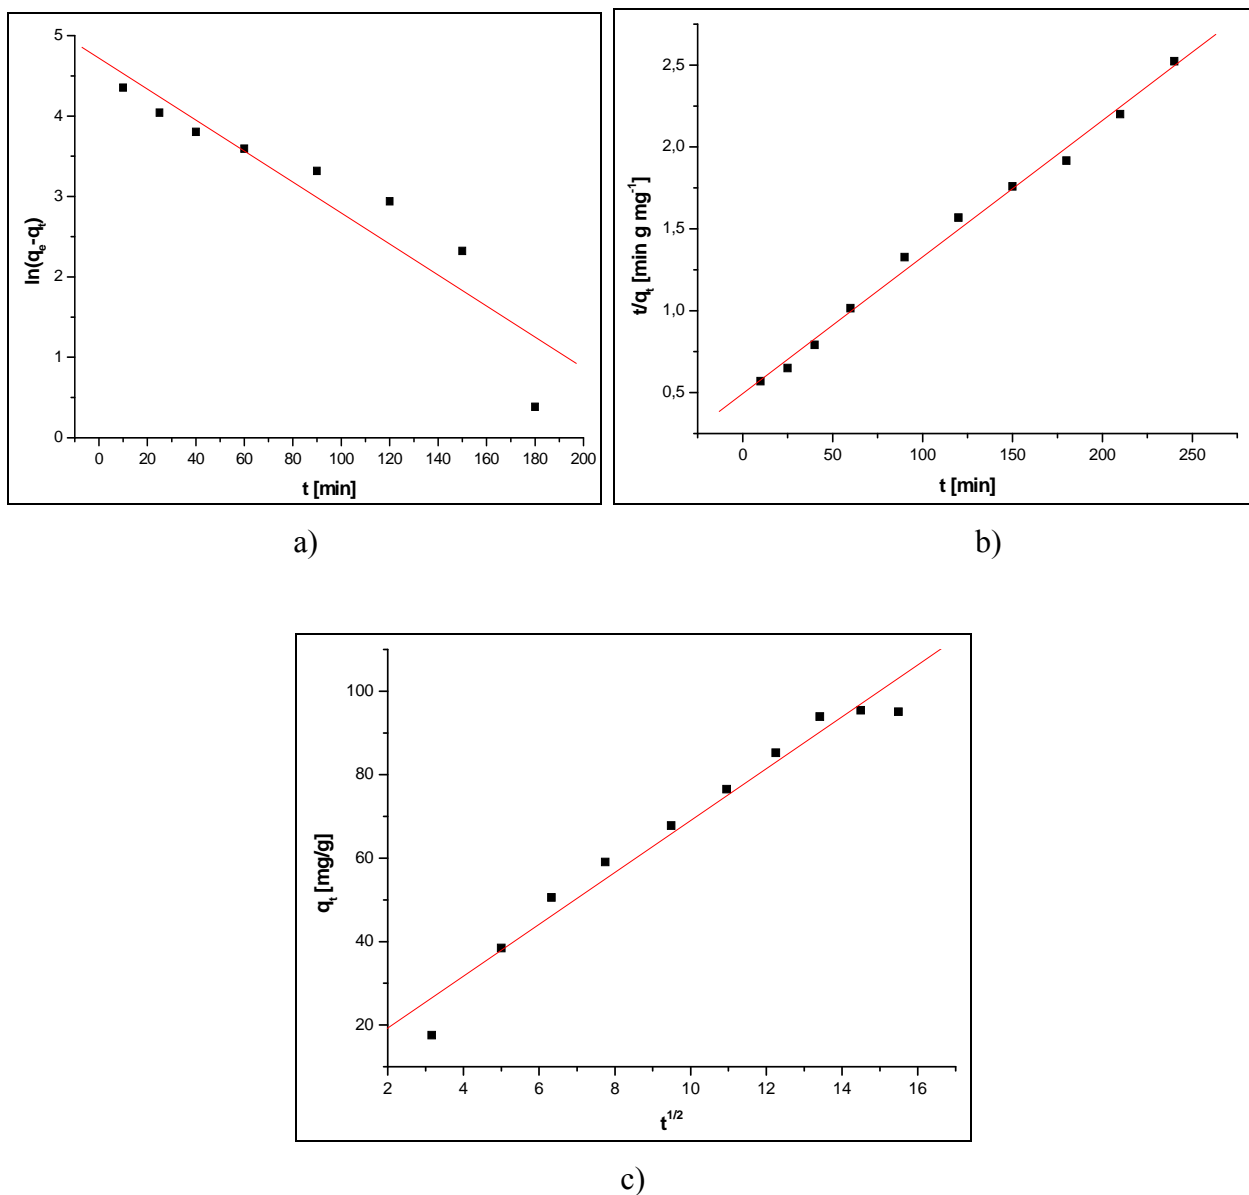 5
4
3
2
1
0
ln(qₑ-qₜ)
0 20 40 60 80 100 120 140 160 180 200
t [min]
a)
2,5
2,0
1,5
1,0
0,5
t/qₜ [min g mg⁻¹]
0 50 100 150 200 250
t [min]
b)
100
80
60
40
20
qₜ [mg/g]
2 4 6 8 10 12 14 16
t^1/2
c)